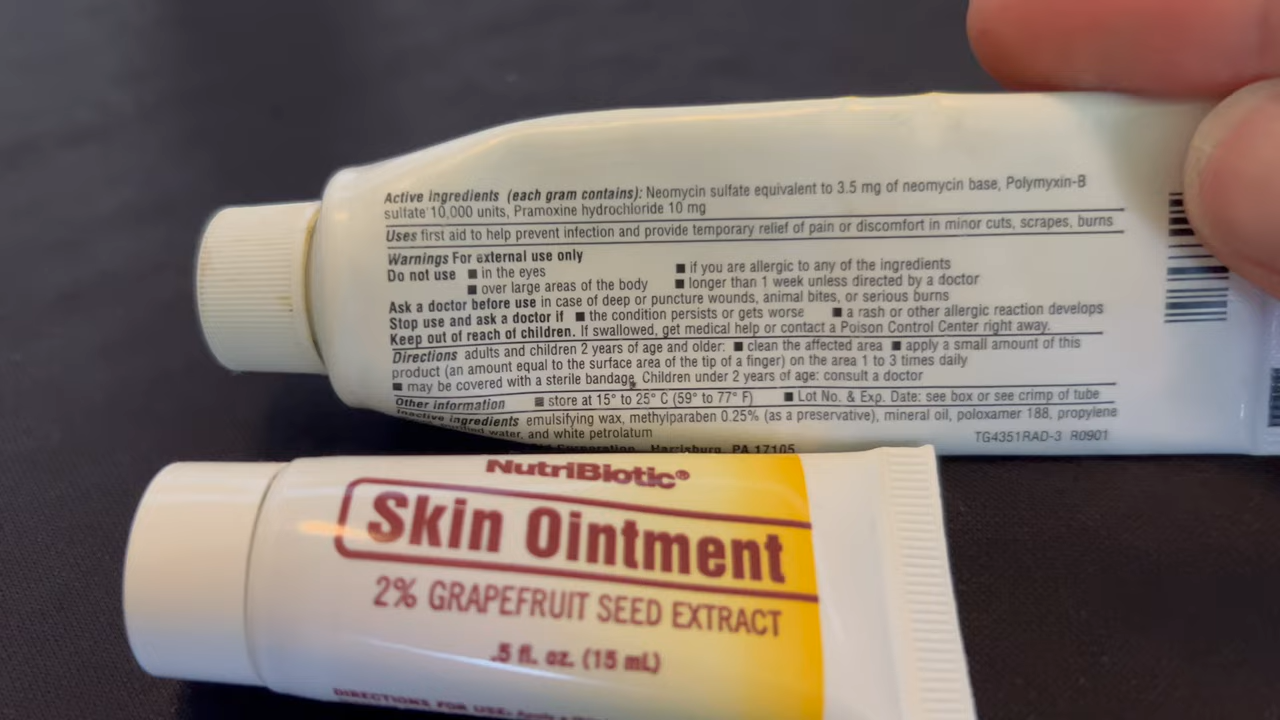 Active ingredients (each gram contains): Neomycin sulfate equivalent to 3.5 mg of neomycin base, Polymyxin-B
sulfate 10,000 units, Pramoxine hydrochloride 10 mg
Uses first aid to help prevent infection and provide temporary relief of pain or discomfort in minor cuts, scrapes, burns
Warnings For external use only
Do not use ■ in the eyes ■ if you are allergic to any of the ingredients
■ over large areas of the body ■ longer than 1 week unless directed by a doctor
Ask a doctor before use in case of deep or puncture wounds, animal bites, or serious burns
Stop use and ask a doctor if ■ the condition persists or gets worse ■ a rash or other allergic reaction develops
Keep out of reach of children. If swallowed, get medical help or contact a Poison Control Center right away.
Directions adults and children 2 years of age and older: ■ clean the affected area ■ apply a small amount of this
product (an amount equal to the surface area of the tip of a finger) on the area 1 to 3 times daily
■ may be covered with a sterile bandage. Children under 2 years of age: consult a doctor
Other information ■ store at 15° to 25° C (59° to 77° F) ■ Lot No. & Exp. Date: see box or see crimp of tube
Inactive ingredients emulsifying wax, methylparaben 0.25% (as a preservative), mineral oil, poloxamer 188, propylene
water, and white petrolatum
TG4351RAD-3 R0901
Corporation, Harrisburg, PA 17105
NutriBiotic®
Skin Ointment
2% GRAPEFRUIT SEED EXTRACT
.5 fl. oz. (15 mL)
DIRECTIONS FOR USE: Apply a